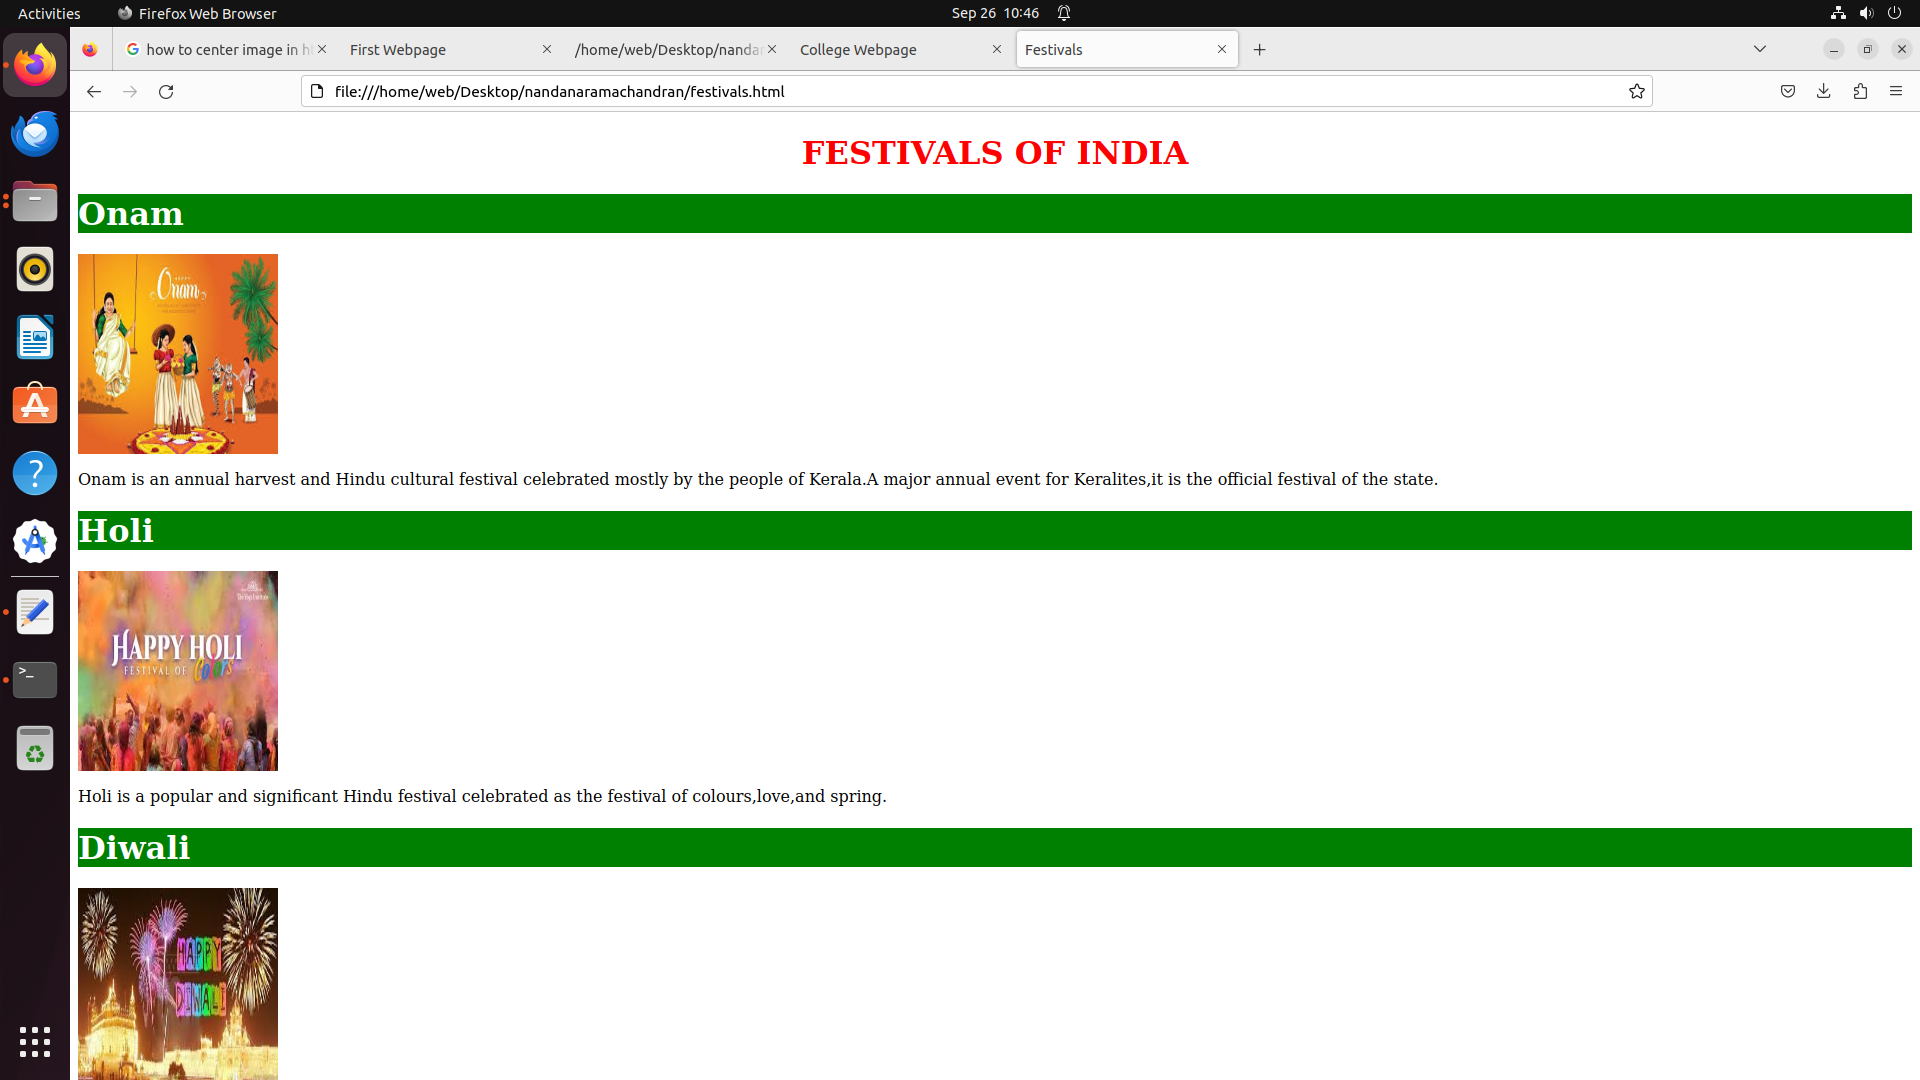 Activities
Firefox Web Browser
Sep 26 10:46
how to center image in h
First Webpage
/home/web/Desktop/nanda
College Webpage
Festivals
file:///home/web/Desktop/nandanaramachandran/festivals.html
FESTIVALS OF INDIA
Onam
HAPPY
Onam
Onam is an annual harvest and Hindu cultural festival celebrated mostly by the people of Kerala.A major annual event for Keralites,it is the official festival of the state.
Holi
HAPPY HOLI
FESTIVAL OF Colors
Holi is a popular and significant Hindu festival celebrated as the festival of colours,love,and spring.
Diwali
HAPPY
DIWALI